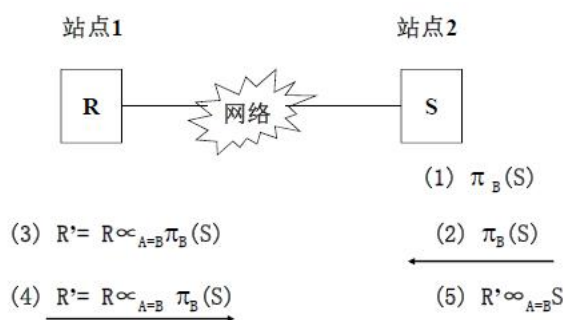 站点1 站点2
R 网络 S
(1) π B(S)
(3) R’= R∝A=BπB(S) (2) πB(S)
(4) R’= R∝A=B πB(S) (5) R’∞A=BS